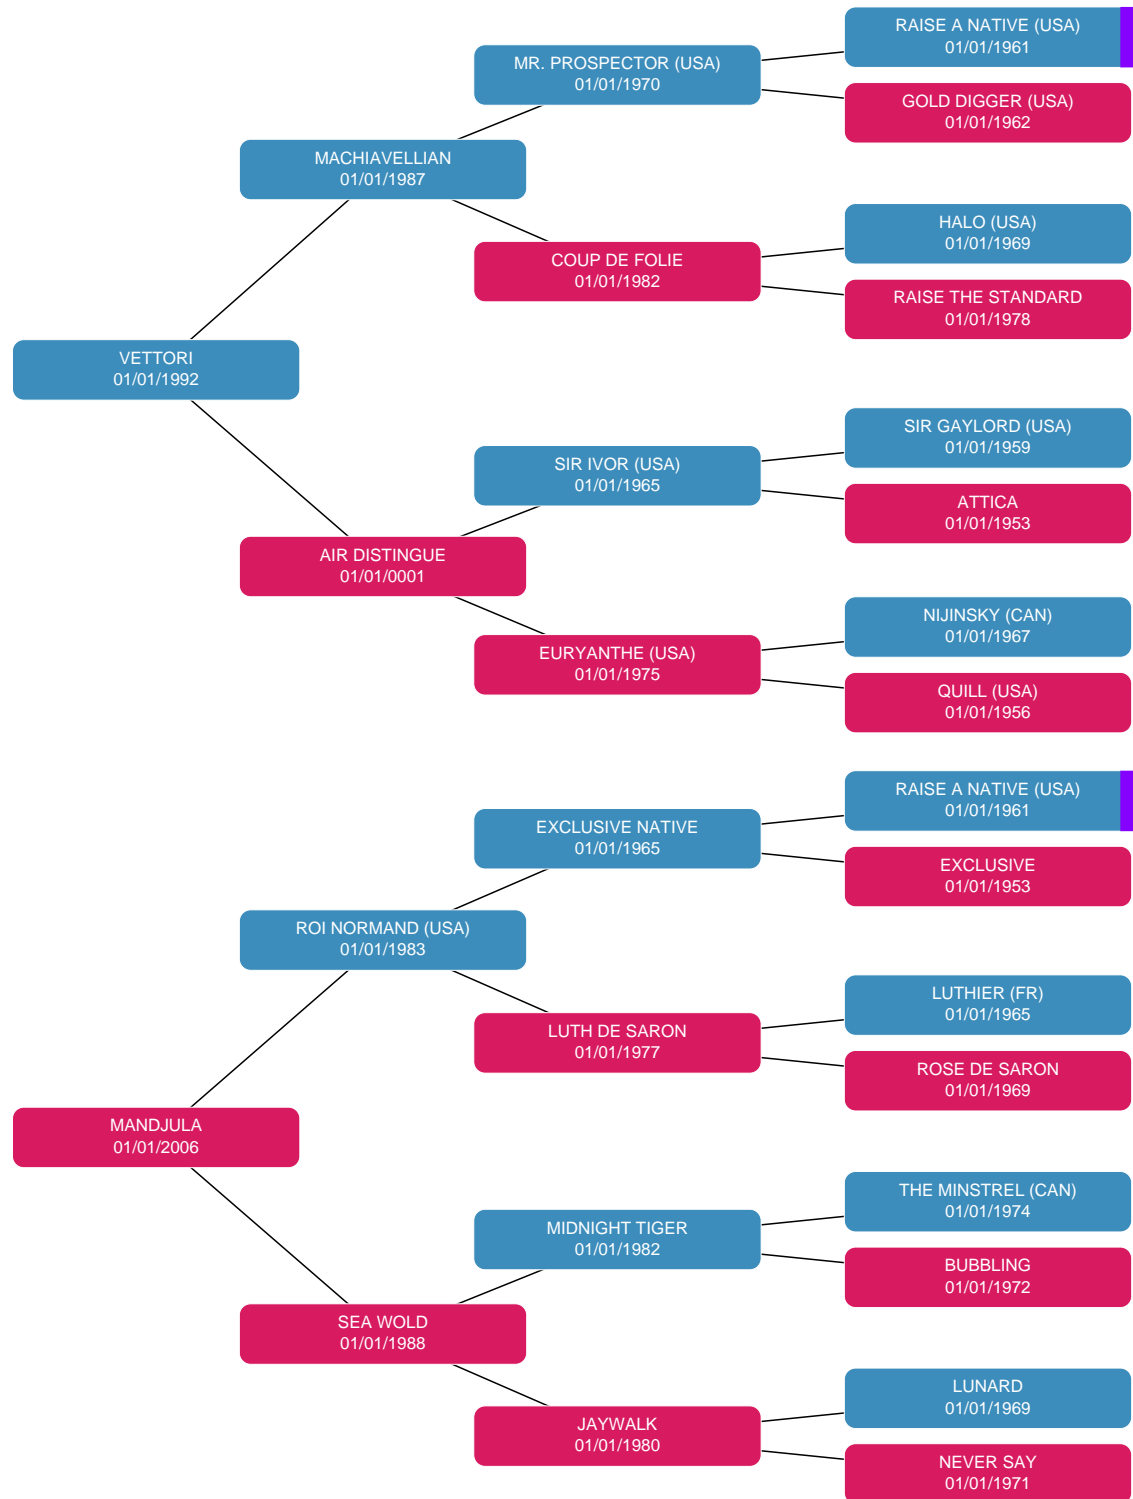 RAISE A NATIVE (USA)
01/01/1961
MR. PROSPECTOR (USA)
01/01/1970
GOLD DIGGER (USA)
01/01/1962
MACHIAVELLIAN
01/01/1987
HALO (USA)
01/01/1969
COUP DE FOLIE
01/01/1982
RAISE THE STANDARD
01/01/1978
VETTORI
01/01/1992
SIR GAYLORD (USA)
01/01/1959
SIR IVOR (USA)
01/01/1965
ATTICA
01/01/1953
AIR DISTINGUE
01/01/0001
NIJINSKY (CAN)
01/01/1967
EURYANTHE (USA)
01/01/1975
QUILL (USA)
01/01/1956
RAISE A NATIVE (USA)
01/01/1961
EXCLUSIVE NATIVE
01/01/1965
EXCLUSIVE
01/01/1953
ROI NORMAND (USA)
01/01/1983
LUTHIER (FR)
01/01/1965
LUTH DE SARON
01/01/1977
ROSE DE SARON
01/01/1969
MANDJULA
01/01/2006
THE MINSTREL (CAN)
01/01/1974
MIDNIGHT TIGER
01/01/1982
BUBBLING
01/01/1972
SEA WOLD
01/01/1988
LUNARD
01/01/1969
JAYWALK
01/01/1980
NEVER SAY
01/01/1971